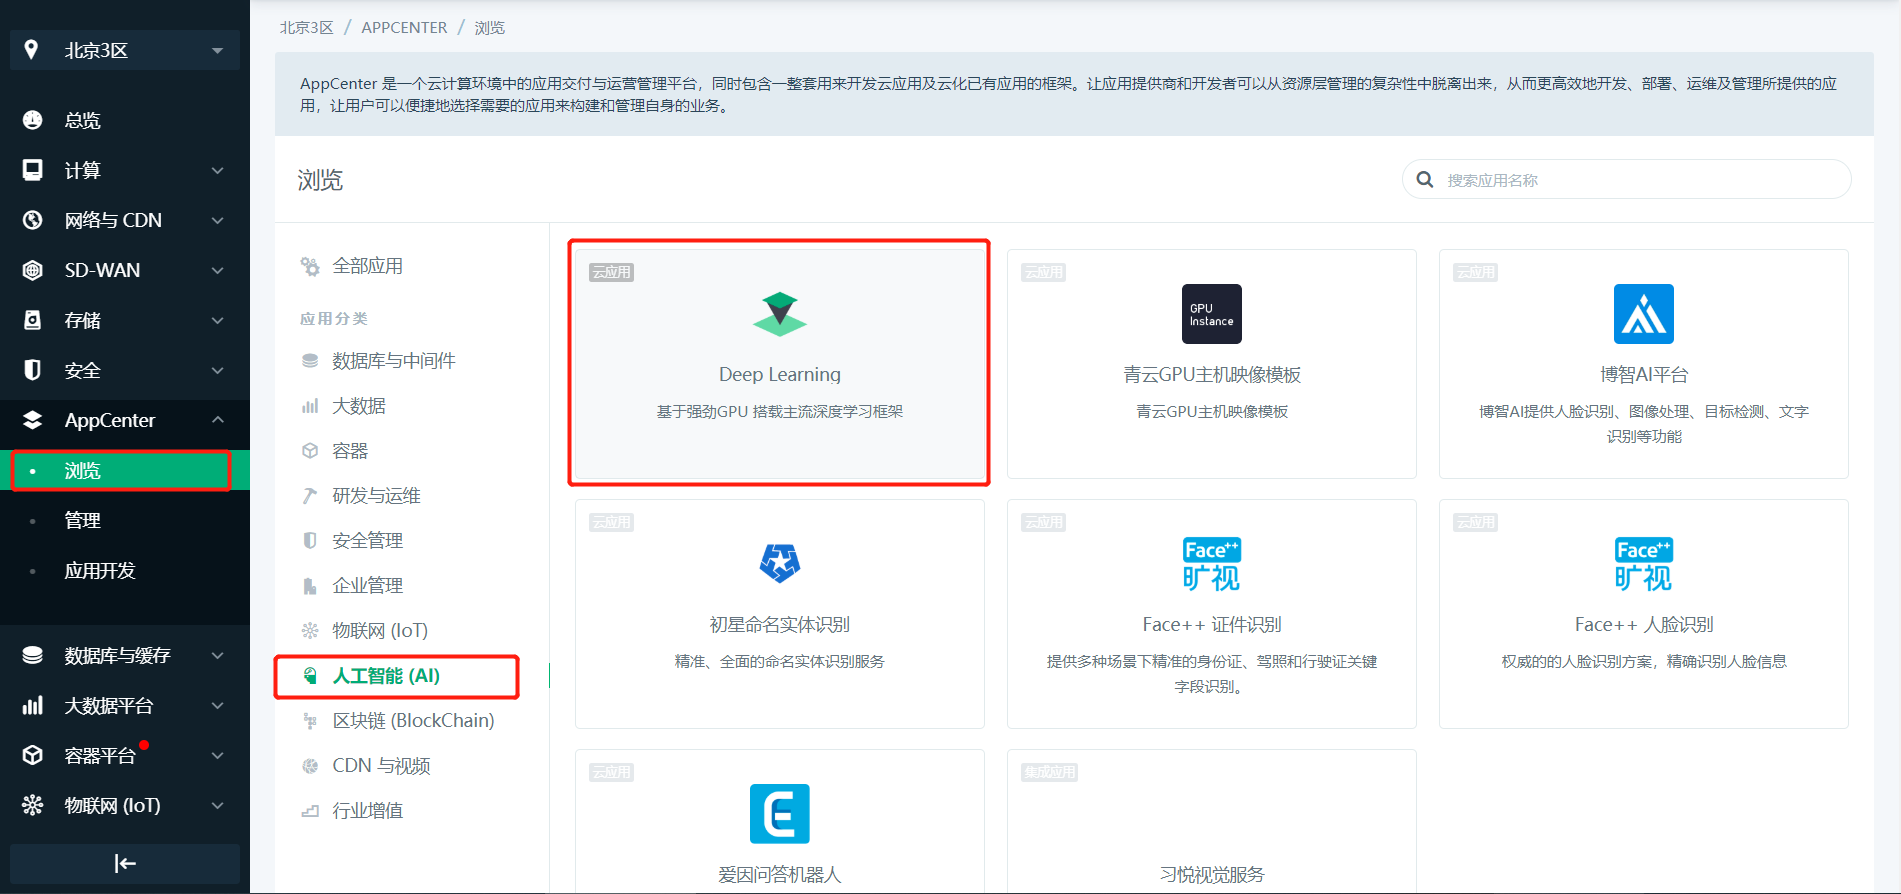 北京3区
总览
计算
网络与 CDN
SD-WAN
存储
安全
AppCenter
浏览
管理
应用开发
数据库与缓存
大数据平台
容器平台
物联网 (IoT)
北京3区 / APPCENTER / 浏览
AppCenter 是一个云计算环境中的应用交付与运营管理平台，同时包含一整套用来开发云应用及云化已有应用的框架。让应用提供商和开发者可以从资源层管理的复杂性中脱离出来，从而更高效地开发、部署、运维及管理所提供的应
用，让用户可以便捷地选择需要的应用来构建和管理自身的业务。
浏览
搜索应用名称
全部应用
应用分类
数据库与中间件
大数据
容器
研发与运维
安全管理
企业管理
物联网 (IoT)
人工智能 (AI)
区块链 (BlockChain)
CDN 与视频
行业增值
云应用
Deep Learning
基于强劲GPU 搭载主流深度学习框架
云应用
GPU
Instance
青云GPU主机映像模板
青云GPU主机映像模板
云应用
博智AI平台
博智AI提供人脸识别、图像处理、目标检测、文字
识别等功能
云应用
初星命名实体识别
精准、全面的命名实体识别服务
云应用
Face++
旷视
Face++ 证件识别
提供多种场景下精准的身份证、驾照和行驶证关键
字段识别。
云应用
Face++
旷视
Face++ 人脸识别
权威的的人脸识别方案，精确识别人脸信息
云应用
爱因问答机器人
集成应用
习悦视觉服务